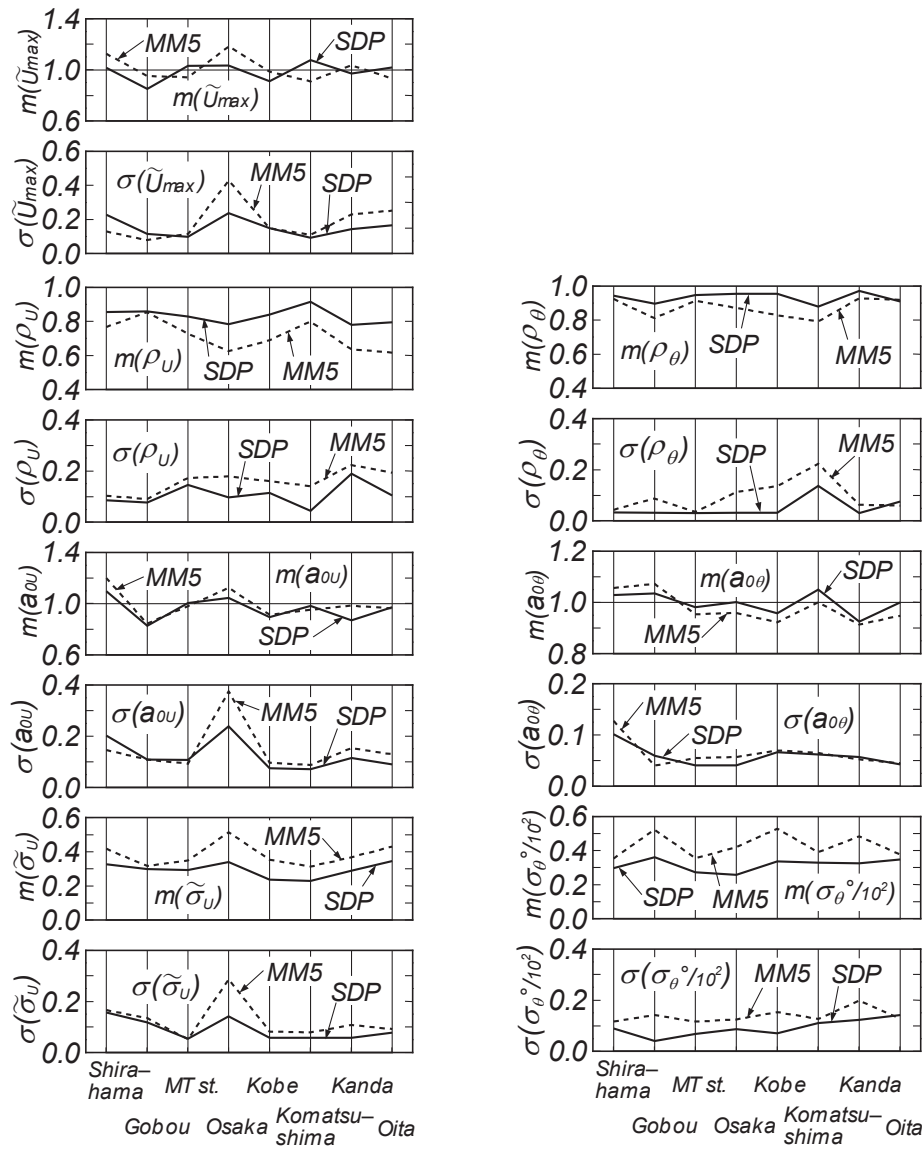 1.4
1.0
0.6
m(Ũmax)
MM5
SDP
m(Ũmax)
0.6
0.4
0.2
0.0
σ(Ũmax)
σ(Ũmax)
MM5
SDP
1.0
0.8
0.6
0.4
m(ρU)
m(ρU)
SDP
MM5
0.4
0.2
0.0
σ(ρU)
σ(ρU)
SDP
MM5
1.4
1.0
0.6
m(a0U)
MM5
m(a0U)
SDP
0.4
0.2
0.0
σ(a0U)
σ(a0U)
MM5
SDP
0.6
0.4
0.2
0.0
m(σ̃U)
MM5
m(σ̃U)
SDP
0.4
0.2
0.0
σ(σ̃U)
σ(σ̃U)
MM5
SDP
Shira–
hama
MT st.
Kobe
Kanda
Gobou
Osaka
Komatsu–
shima
Oita
1.0
0.8
0.6
0.4
m(ρθ)
m(ρθ)
SDP
MM5
0.4
0.2
0.0
σ(ρθ)
σ(ρθ)
SDP
MM5
1.2
1.0
0.8
m(a0θ)
m(a0θ)
SDP
MM5
0.2
0.1
0.0
σ(a0θ)
MM5
SDP
σ(a0θ)
0.6
0.4
0.2
0.0
m(σθ°/10²)
SDP
MM5
m(σθ°/10²)
0.4
0.2
0.0
σ(σθ°/10²)
σ(σθ°/10²)
MM5
SDP
Shira–
hama
MT st.
Kobe
Kanda
Gobou
Osaka
Komatsu–
shima
Oita